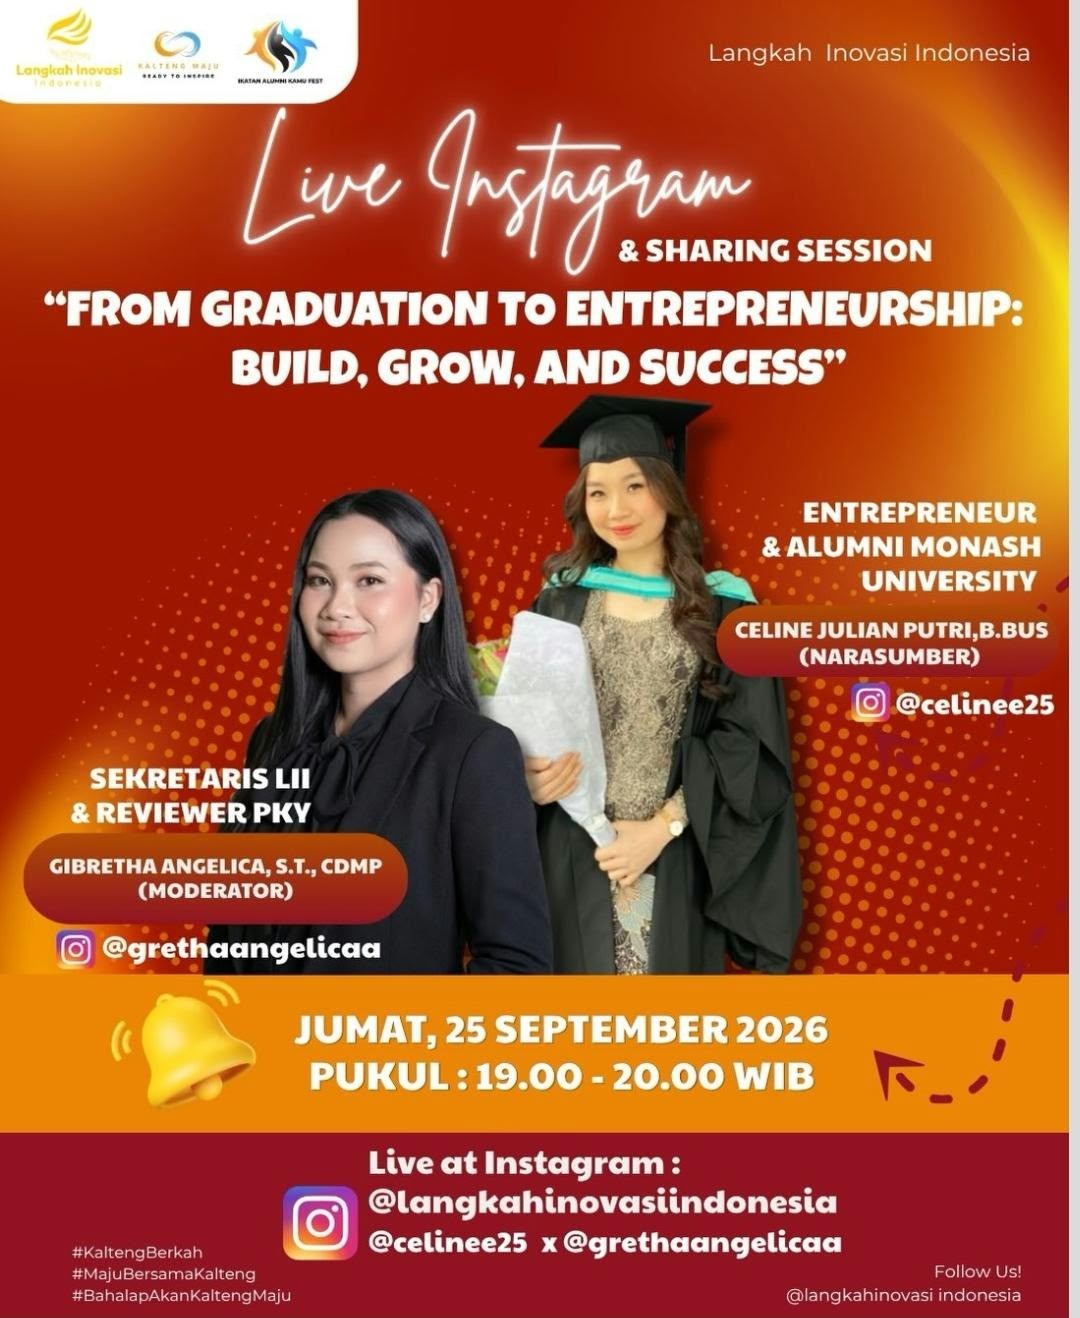 Langkah Inovasi
Indonesia
KALTENG MAJU
READY TO INSPIRE
IKATAN ALUMNI KAMU FEST
Langkah Inovasi Indonesia
Live Instagram
& SHARING SESSION
“FROM GRADUATION TO ENTREPRENEURSHIP:
BUILD, GROW, AND SUCCESS”
ENTREPRENEUR
& ALUMNI MONASH
UNIVERSITY
CELINE JULIAN PUTRI,B.BUS
(NARASUMBER)
@celinee25
SEKRETARIS LII
& REVIEWER PKY
GIBRETHA ANGELICA, S.T., CDMP
(MODERATOR)
@grethaangelicaa
JUMAT, 25 SEPTEMBER 2026
PUKUL : 19.00 - 20.00 WIB
Live at Instagram :
@langkahinovasiindonesia
@celinee25 x @grethaangelicaa
#KaltengBerkah
#MajuBersamaKalteng
#BahalapAkanKaltengMaju
Follow Us!
@langkahinovasi indonesia